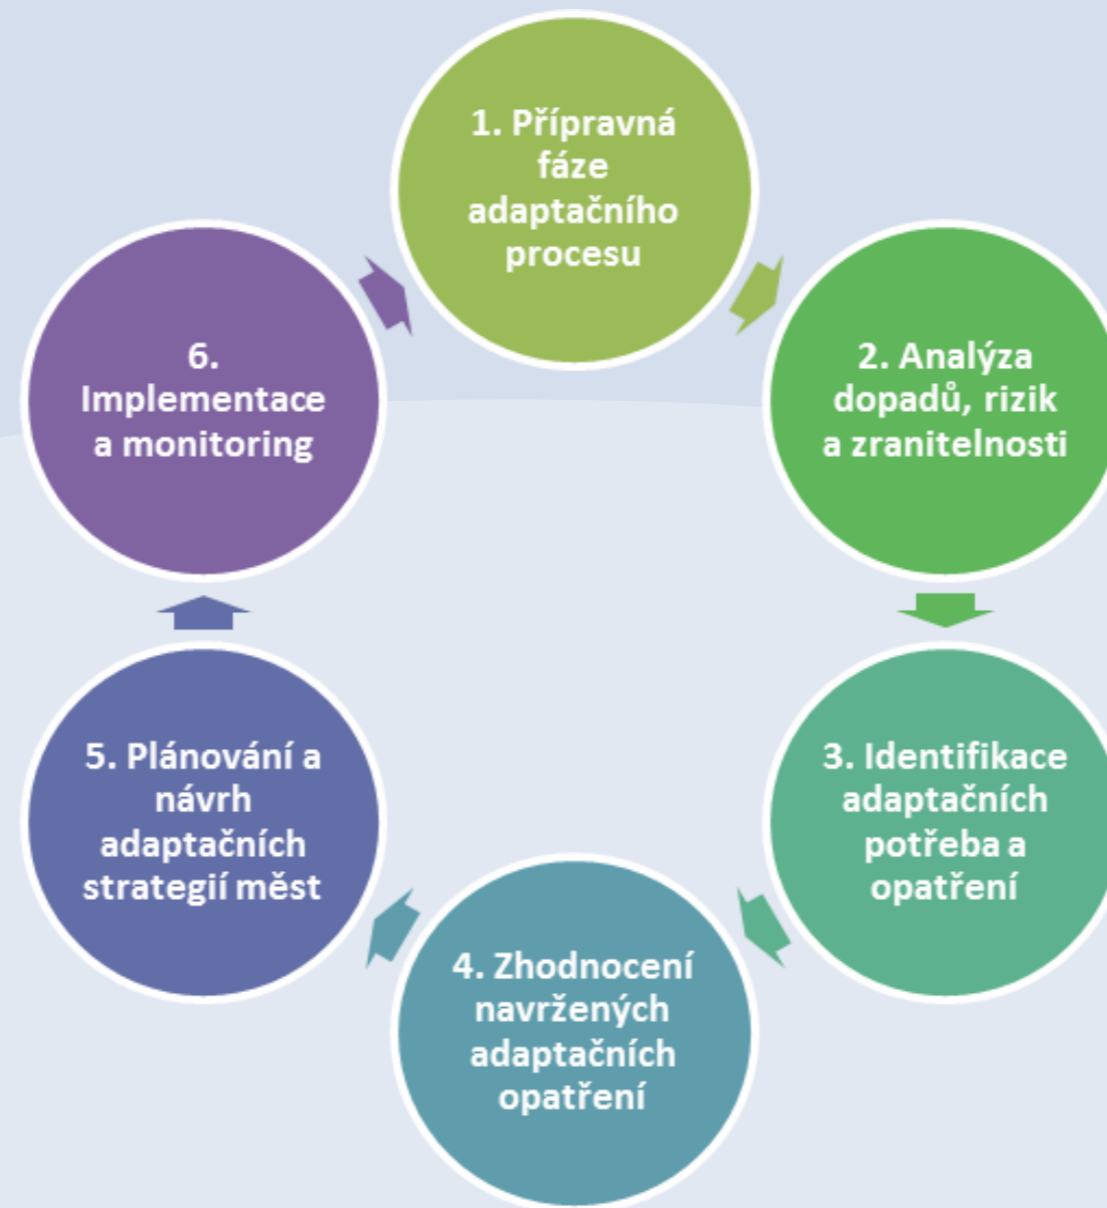 1. Přípravná
fáze
adaptačního
procesu
2. Analýza
dopadů, rizik
a zranitelnosti
3. Identifikace
adaptačních
potřeba a
opatření
4. Zhodnocení
navržených
adaptačních
opatření
5. Plánování a
návrh
adaptačních
strategií měst
6.
Implementace
a monitoring